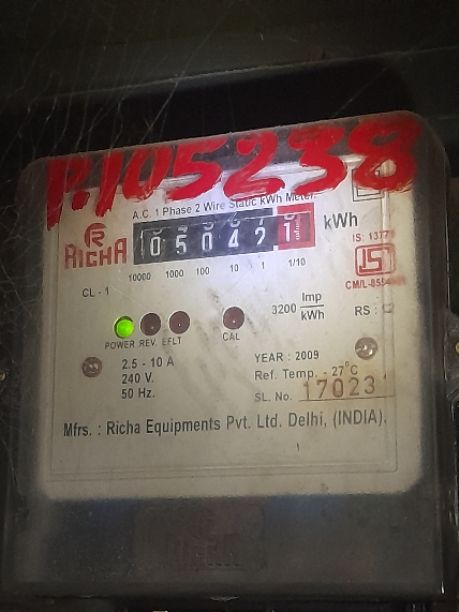 P.105238
A.C. 1 Phase 2 Wire Static kWh Meter.
RICHA
050421 kWh
10000 1000 100 10 1 1/10
IS: 13779
CL - 1
3200 Imp/kWh
RS :
POWER REV. EFLT CAL
2.5 - 10 A
240 V.
50 Hz.
YEAR : 2009
Ref. Temp. - 27°C
SL. No. 17023
Mfrs. : Richa Equipments Pvt. Ltd. Delhi, (INDIA).